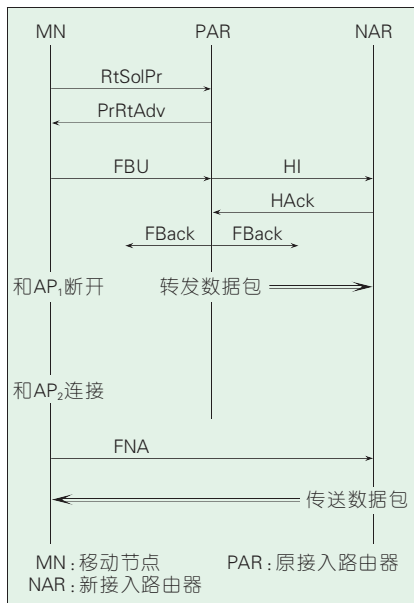 MN PAR NAR
RtSolPr
PrRtAdv
FBU HI
HAck
FBack FBack
和AP₁断开 转发数据包
和AP₂连接
FNA
传送数据包
MN：移动节点 PAR：原接入路由器
NAR：新接入路由器